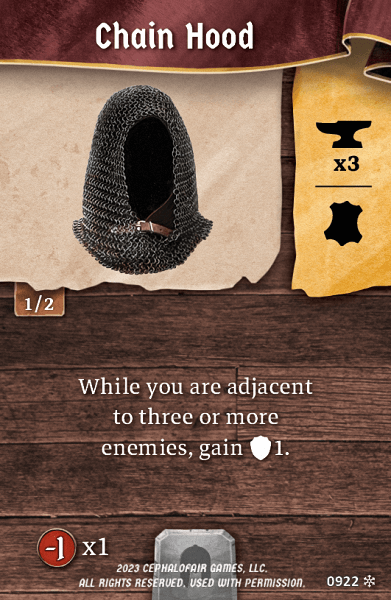 Chain Hood
x3
1/2
While you are adjacent
to three or more
enemies, gain 1.
-1 x1
2023 CEPHALOFAIR GAMES, LLC.
ALL RIGHTS RESERVED. USED WITH PERMISSION.
0922